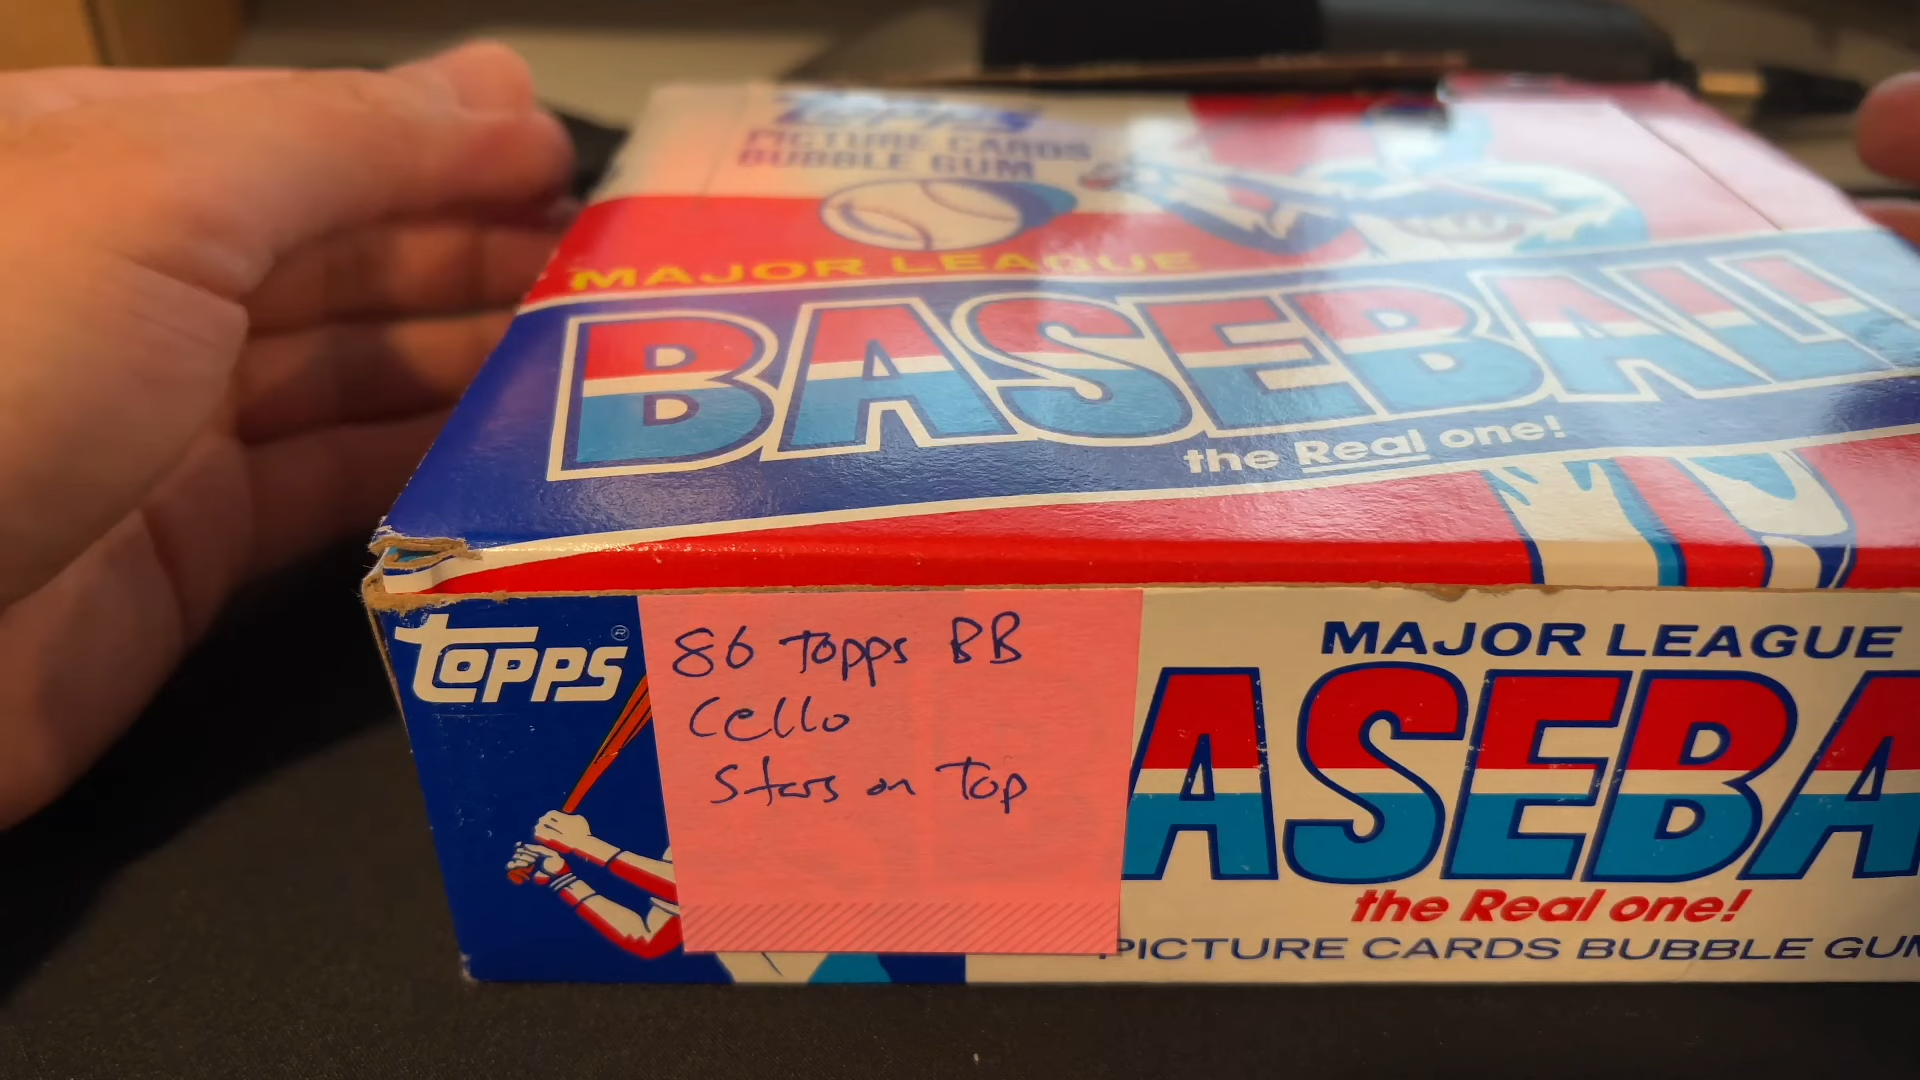 TOPPS
PICTURE CARDS
BUBBLE GUM
MAJOR LEAGUE
BASEBALL
the Real one!
TOPPS ®
86 Topps BB
Cello
Stars on Top
MAJOR LEAGUE
ASEBA
the Real one!
PICTURE CARDS BUBBLE GUM